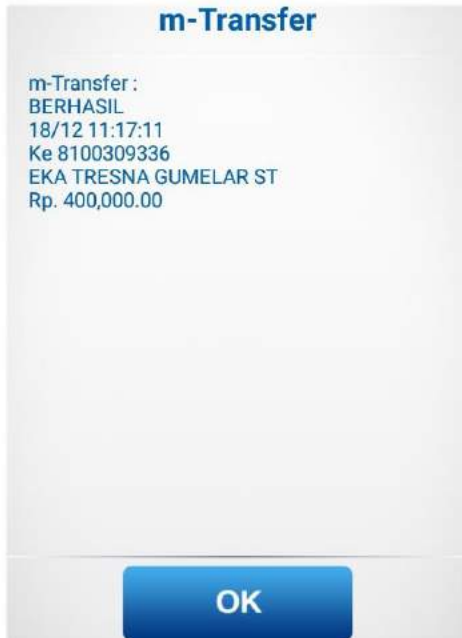 m-Transfer
m-Transfer :
BERHASIL
18/12 11:17:11
Ke 8100309336
EKA TRESNA GUMELAR ST
Rp. 400,000.00
OK